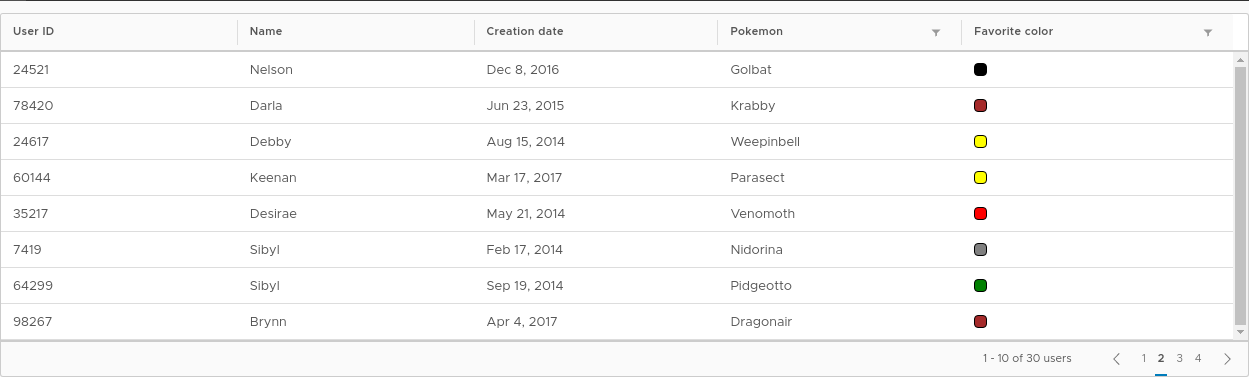 User ID Name Creation date Pokemon Favorite color
24521 Nelson Dec 8, 2016 Golbat
78420 Darla Jun 23, 2015 Krabby
24617 Debby Aug 15, 2014 Weepinbell
60144 Keenan Mar 17, 2017 Parasect
35217 Desirae May 21, 2014 Venomoth
7419 Sibyl Feb 17, 2014 Nidorina
64299 Sibyl Sep 19, 2014 Pidgeotto
98267 Brynn Apr 4, 2017 Dragonair
1 - 10 of 30 users 1 2 3 4